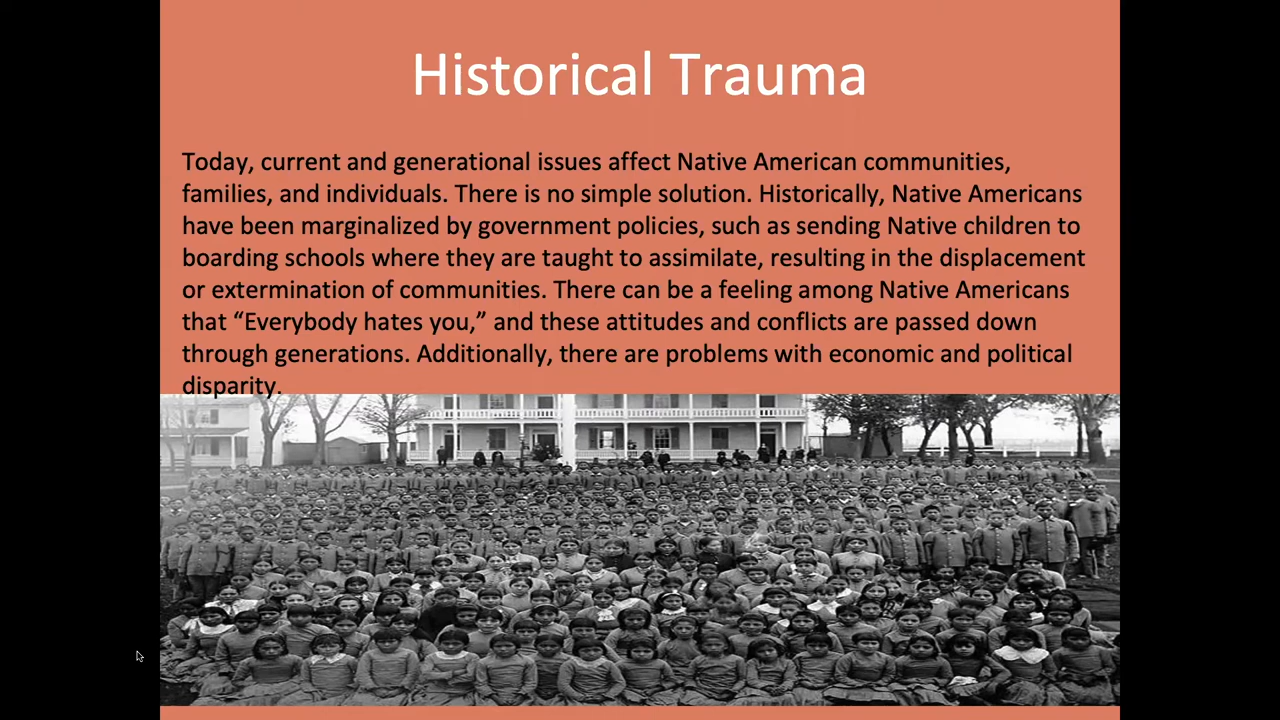 Historical Trauma
Today, current and generational issues affect Native American communities,
families, and individuals. There is no simple solution. Historically, Native Americans
have been marginalized by government policies, such as sending Native children to
boarding schools where they are taught to assimilate, resulting in the displacement
or extermination of communities. There can be a feeling among Native Americans
that “Everybody hates you,” and these attitudes and conflicts are passed down
through generations. Additionally, there are problems with economic and political
disparity.